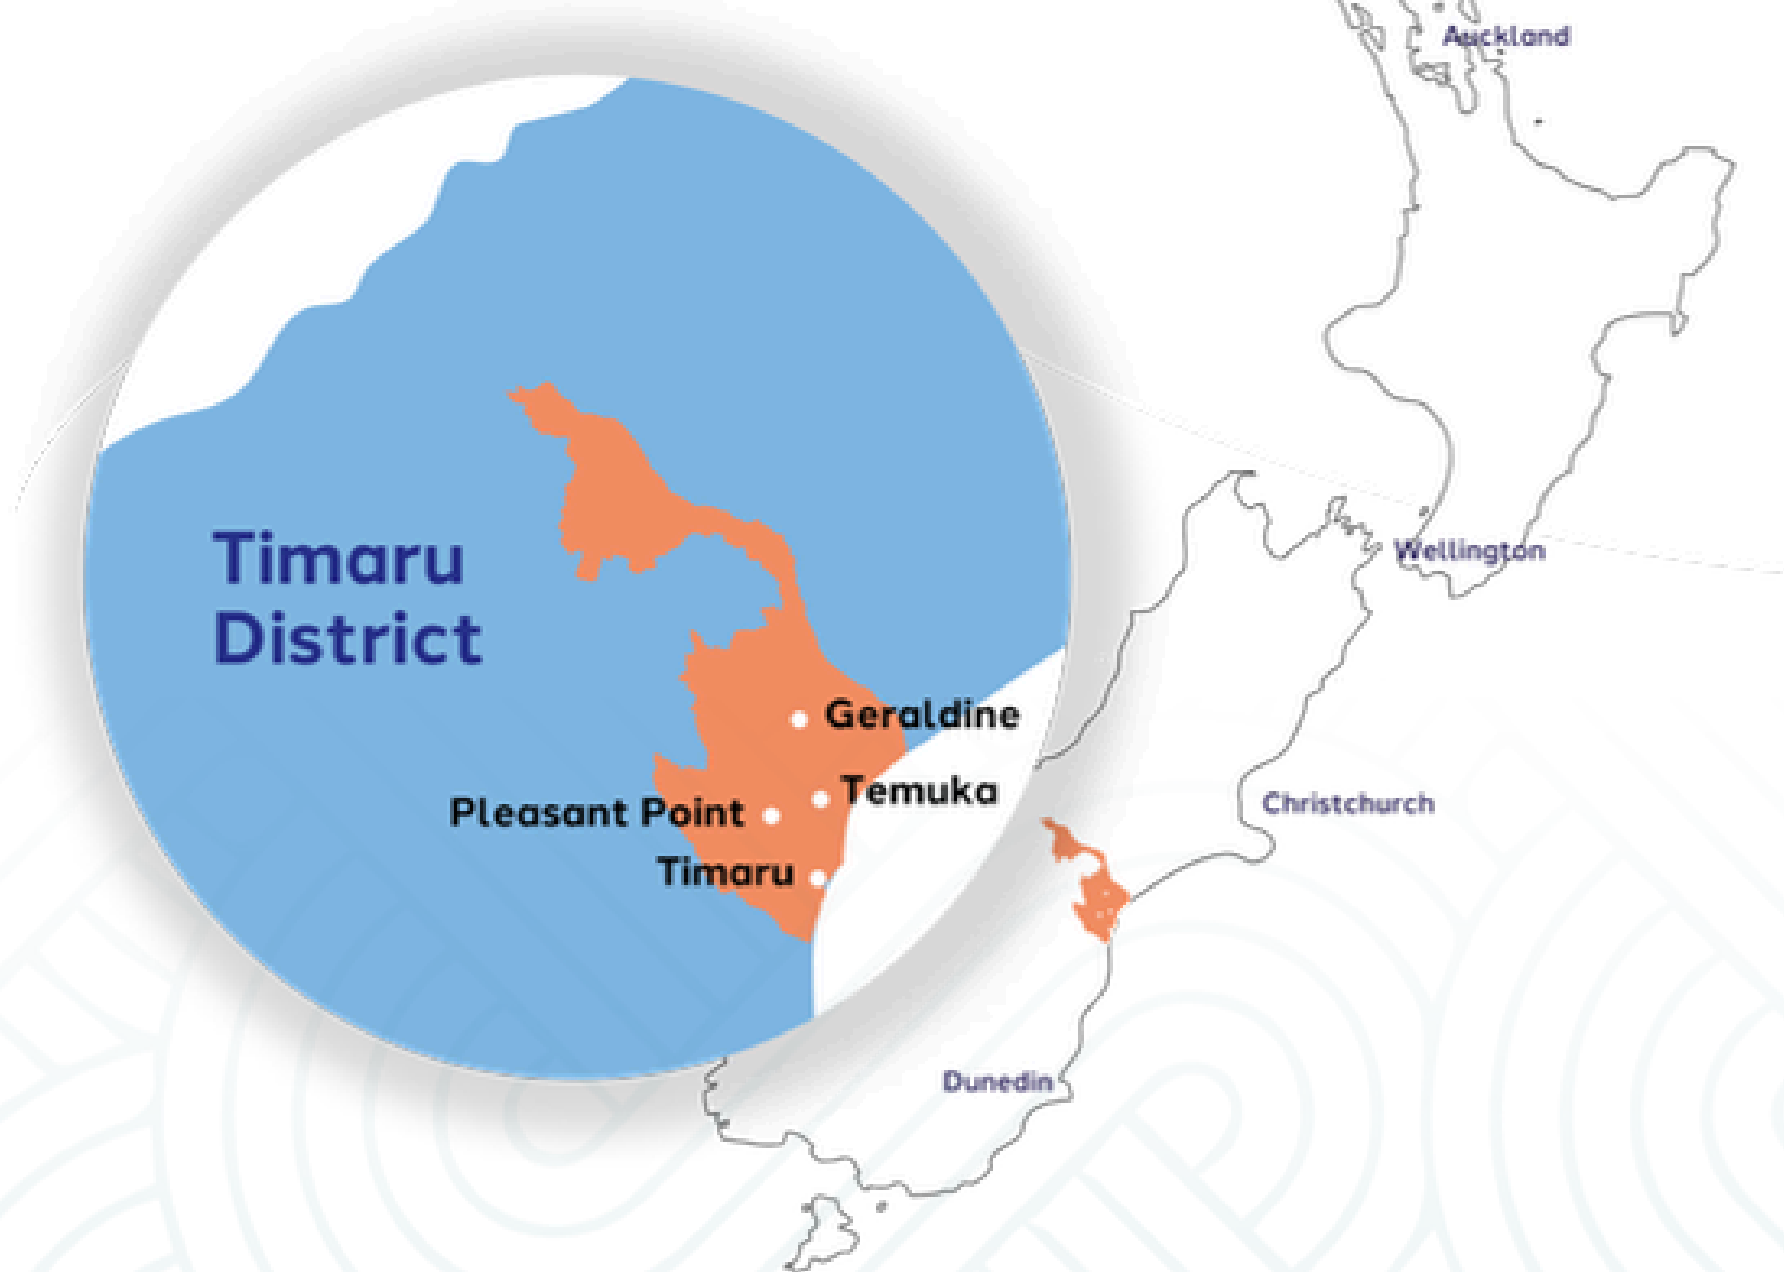 Auckland
Timaru
District
Wellington
Geraldine
Temuka
Pleasant Point
Timaru
Christchurch
Dunedin